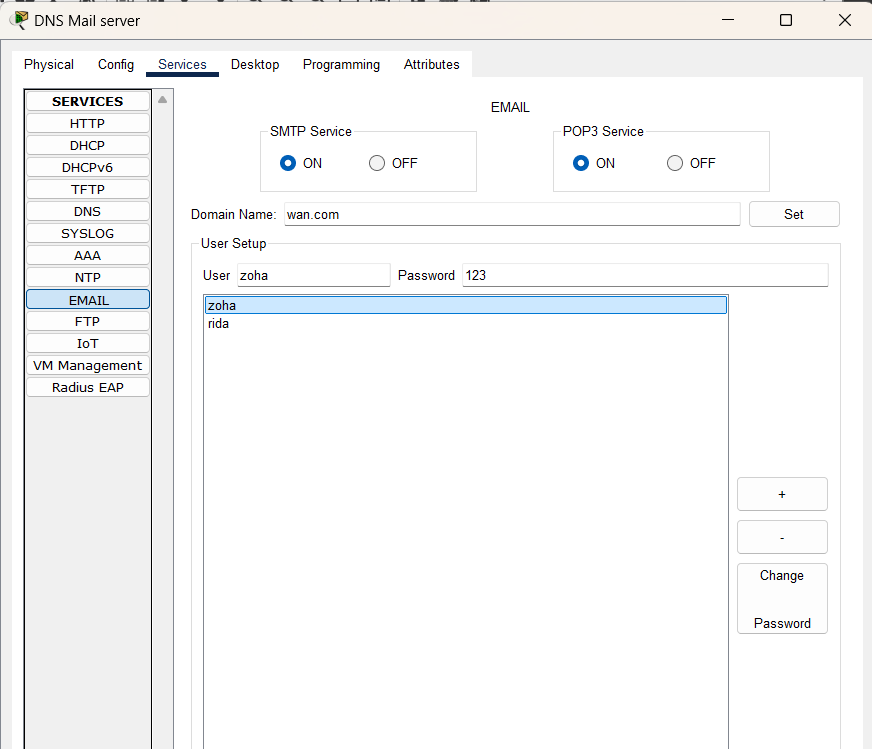 DNS Mail server
Physical Config Services Desktop Programming Attributes
SERVICES
HTTP
DHCP
DHCPv6
TFTP
DNS
SYSLOG
AAA
NTP
EMAIL
FTP
IoT
VM Management
Radius EAP
EMAIL
SMTP Service
ON OFF
POP3 Service
ON OFF
Domain Name: wan.com Set
User Setup
User zoha Password 123
zoha
rida
+
-
Change
Password